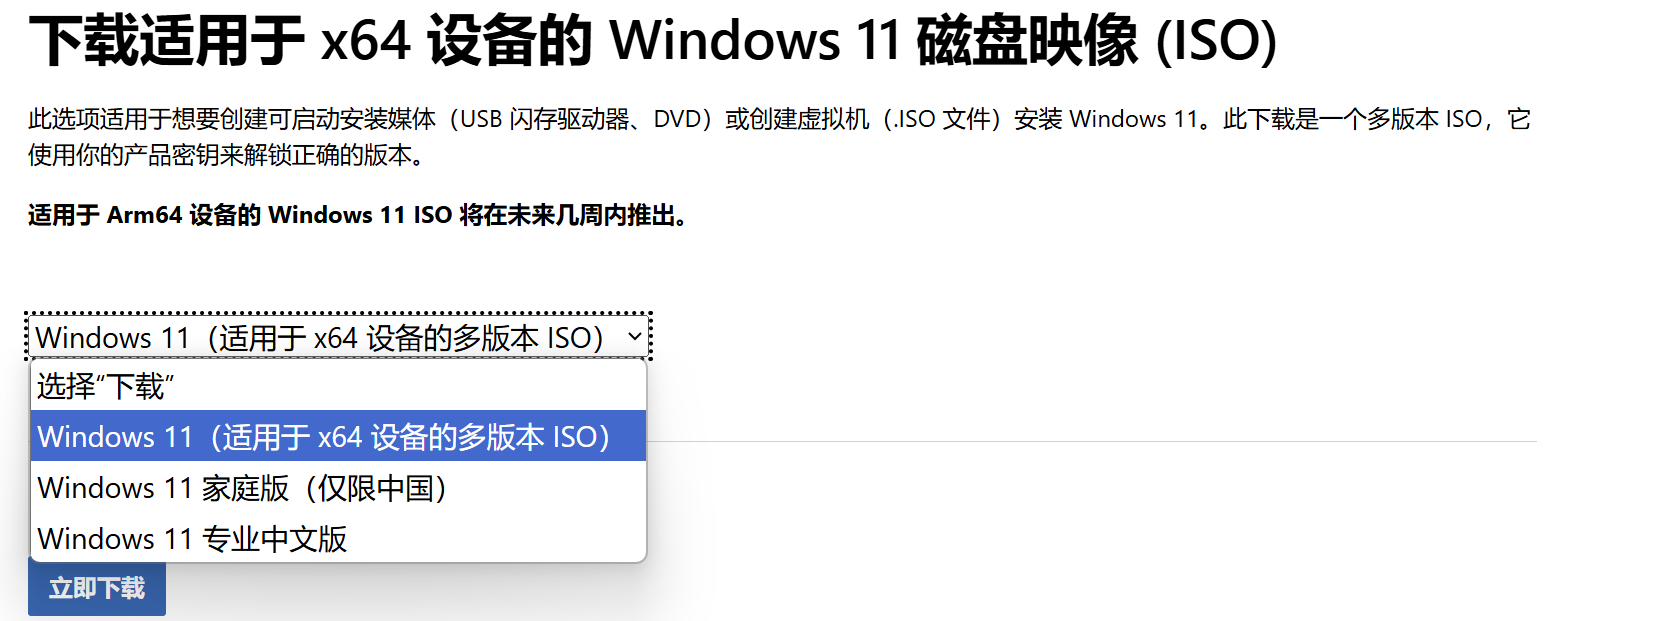 下载适用于 x64 设备的 Windows 11 磁盘映像 (ISO)
此选项适用于想要创建可启动安装媒体（USB 闪存驱动器、DVD）或创建虚拟机（.ISO 文件）安装 Windows 11。此下载是一个多版本 ISO，它
使用你的产品密钥来解锁正确的版本。
适用于 Arm64 设备的 Windows 11 ISO 将在未来几周内推出。
Windows 11（适用于 x64 设备的多版本 ISO）
选择“下载”
Windows 11（适用于 x64 设备的多版本 ISO）
Windows 11 家庭版（仅限中国）
Windows 11 专业中文版
立即下载